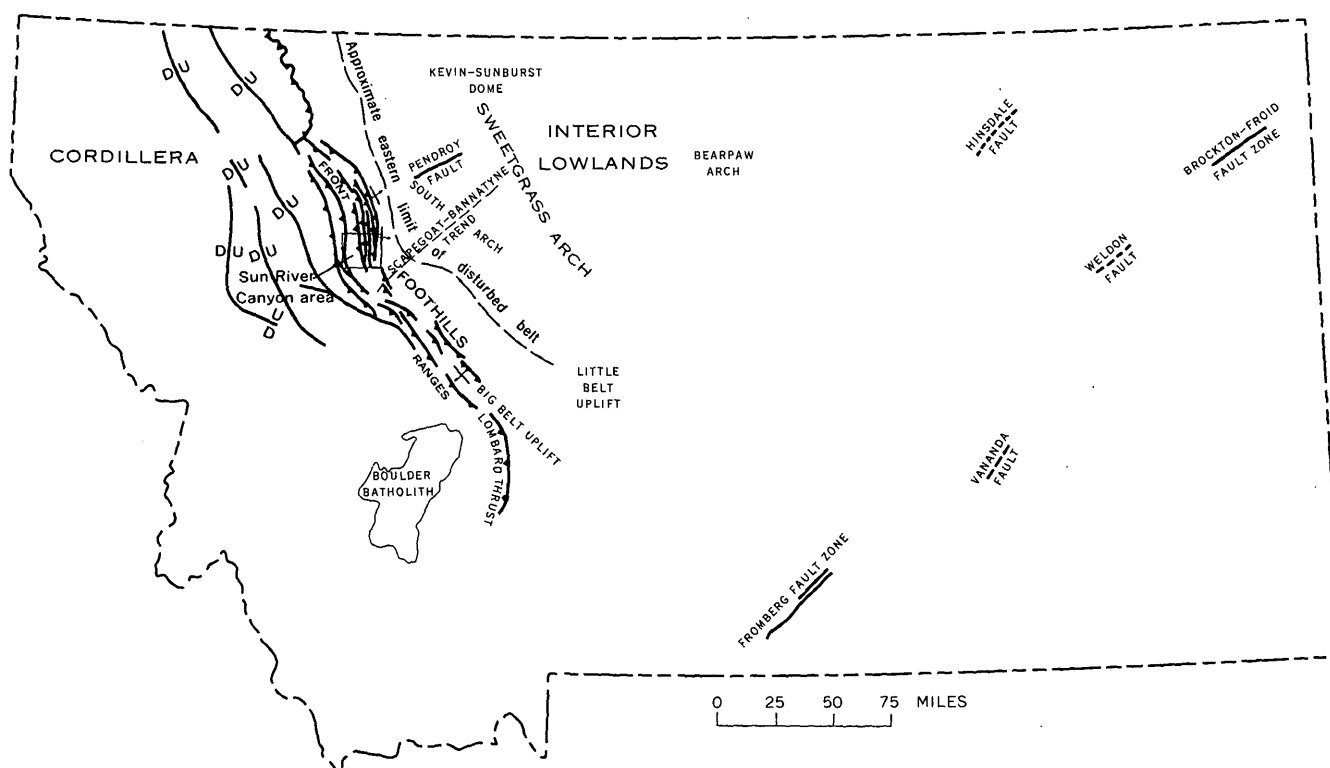 Approximate eastern limit of disturbed belt
KEVIN-SUNBURST
DOME
SWEETGRASS ARCH
INTERIOR
LOWLANDS
BEARPAW
ARCH
HINSDALE
FAULT
BROCKTON-FROID
FAULT ZONE
CORDILLERA
D U
D U
D U
D U
D U
D U
D U
FRONT
RANGES
PENDROY
FAULT
SOUTH
ARCH
SCAPEGOAT-BANNATYNE
TREND
WELDON
FAULT
Sun River
Canyon area
FOOTHILLS
LITTLE
BELT
UPLIFT
BIG BELT UPLIFT
LOMBARD THRUST
BOULDER
BATHOLITH
VANANDA
FAULT
FROMBERG FAULT ZONE
0 25 50 75 MILES